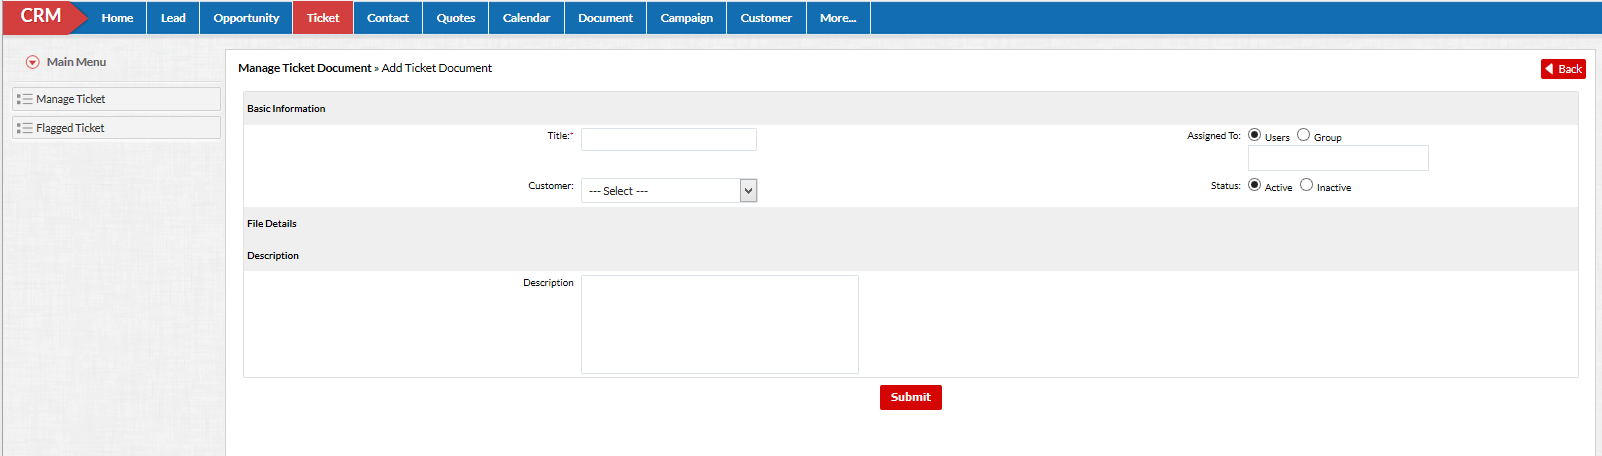 CRM Home Lead Opportunity Ticket Contact Quotes Calendar Document Campaign Customer More...
Main Menu
Manage Ticket
Flagged Ticket
Manage Ticket Document » Add Ticket Document
Back
Basic Information
Title:* Assigned To: Users Group
Customer: --- Select --- Status: Active Inactive
File Details
Description
Description
Submit